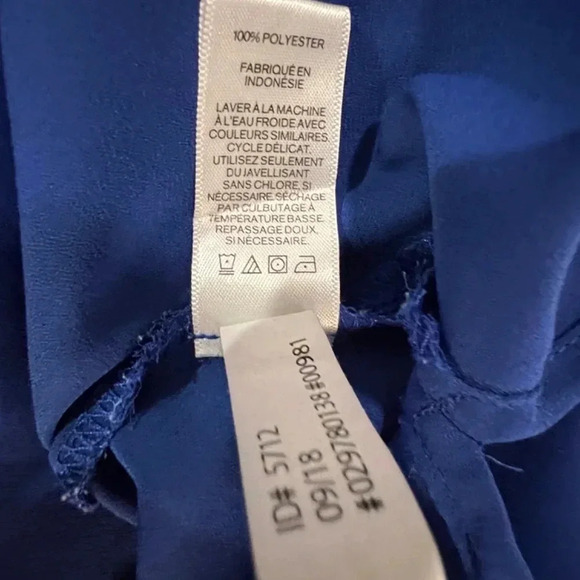 100% POLYESTER
FABRIQUÉ EN
INDONÉSIE
LAVER À LA MACHINE
À L'EAU FROIDE AVEC
COULEURS SIMILAIRES
CYCLE DÉLICAT.
UTILISEZ SEULEMENT
DU JAVELLISANT
SANS CHLORE, SI
NÉCESSAIRE. SÉCHAGE
PAR CULBUTAGE À
TEMPÉRATURE BASSE.
REPASSAGE DOUX,
SI NÉCESSAIRE.
ID# 5712
09/18
#029780138#00981